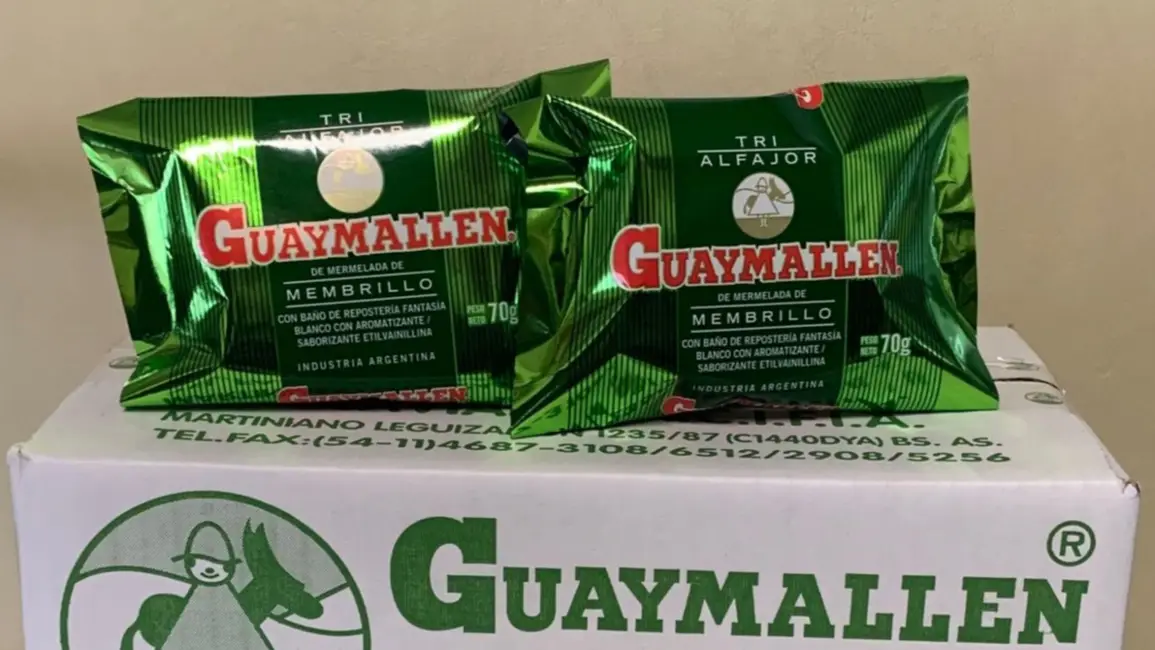 TRI
ALFAJOR
GUAYMALLEN
DE MERMELADA DE
MEMBRILLO
CON BAÑO DE REPOSTERÍA FANTASÍA
BLANCO CON AROMATIZANTE/
SABORIZANTE ETILVAINILLINA
PESO
NETO 70g
INDUSTRIA ARGENTINA
GUAYMALLEN
TRI
ALFAJOR
GUAYMALLEN
DE MERMELADA DE
MEMBRILLO
CON BAÑO DE REPOSTERÍA FANTASÍA
BLANCO CON AROMATIZANTE/
SABORIZANTE ETILVAINILLINA
PESO
NETO 70g
INDUSTRIA ARGENTINA
MARTINIANO 1235/87 (C1440DYA) BS. AS.
TEL.FAX:(54-11)4687-3108/6512/2908/5256
GUAYMALLEN ®